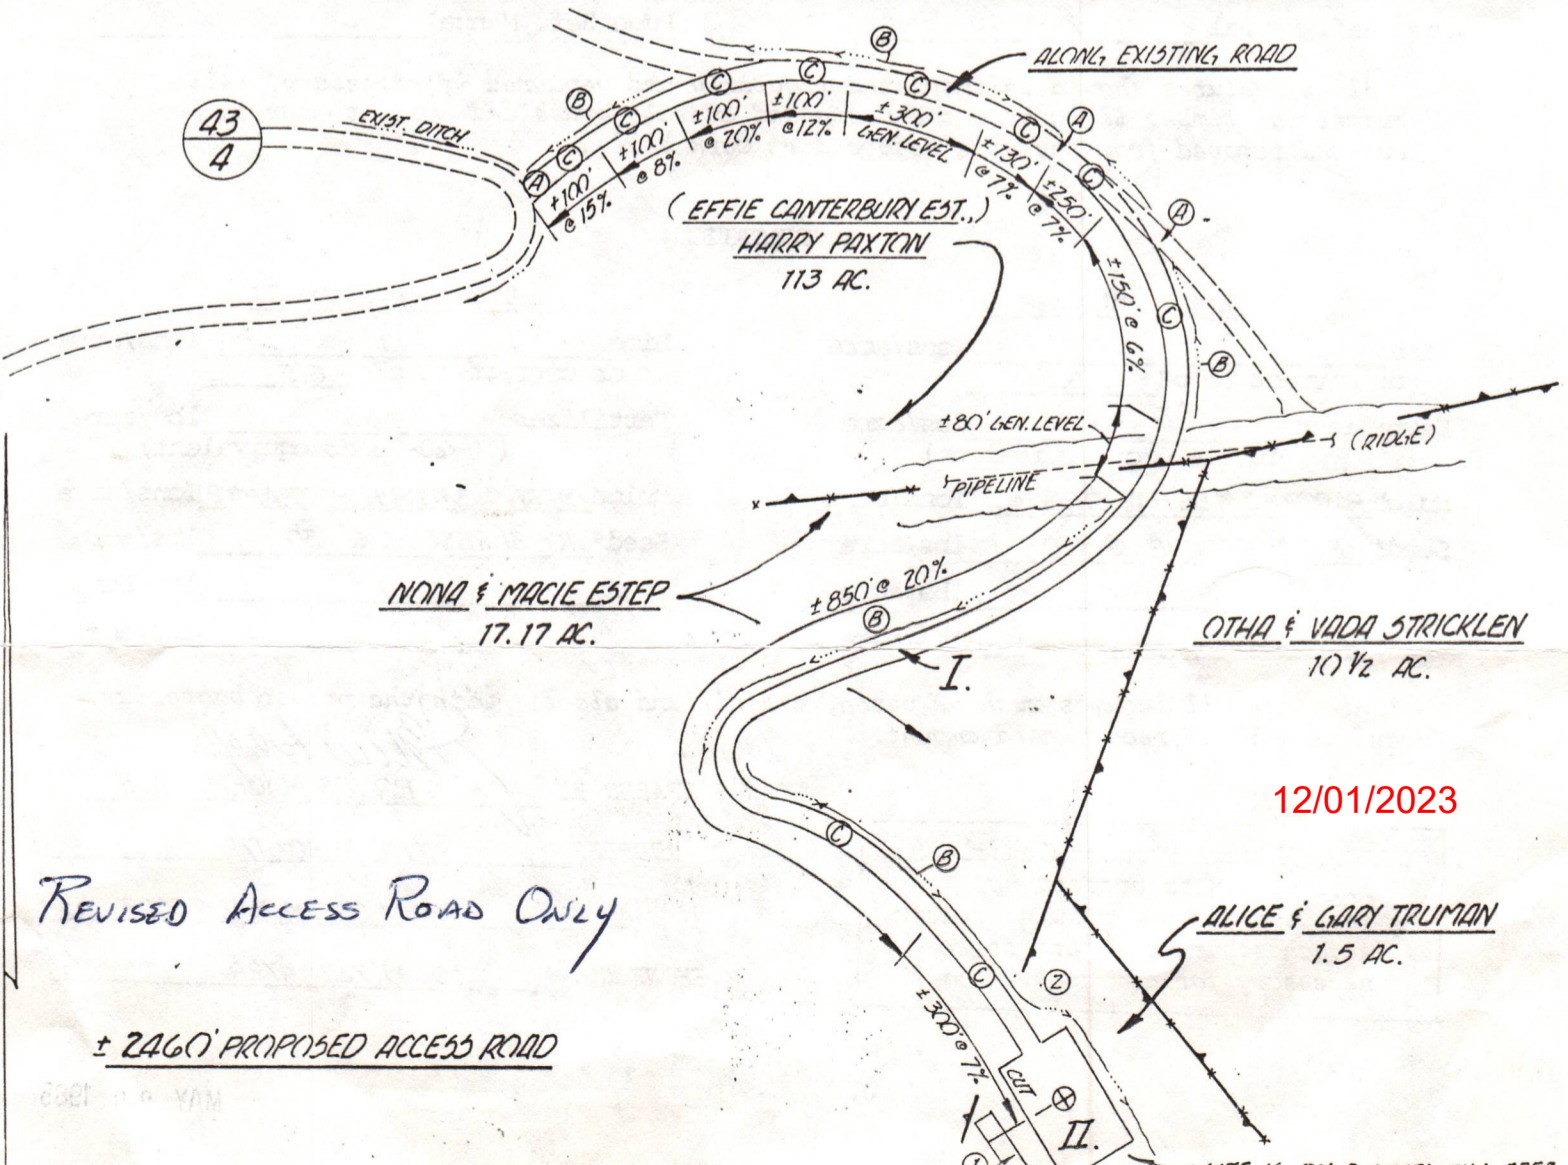 ALONG EXISTING ROAD
B
C
C
C
B
C
C
A
A
C
A
C
A
43
4
EXIST. DITCH
±100' @ 15%
±100' @ 8%
±100' @ 20%
±100' @ 12%
±300' GEN. LEVEL
±130' @ 7%
±250' @ 7%
±150' @ 6%
C
B
(EFFIE CANTERBURY EST.,)
HARRY PAXTON
113 AC.
±80' GEN. LEVEL
(RIDGE)
PIPELINE
NONA & MACIE ESTEP
17.17 AC.
±850' @ 20%
B
I.
OTHA & VADA STRICKLEN
10 1/2 AC.
12/01/2023
C
B
REVISED ACCESS ROAD ONLY
ALICE & GARY TRUMAN
1.5 AC.
C
2
± 2460' PROPOSED ACCESS ROAD
±300' @ 7%
CUT
II.
1